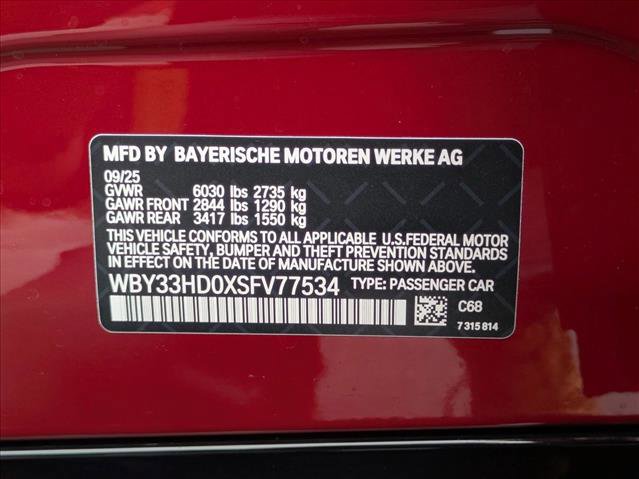 MFD BY BAYERISCHE MOTOREN WERKE AG
09/25
GVWR 6030 lbs 2735 kg
GAWR FRONT 2844 lbs 1290 kg
GAWR REAR 3417 lbs 1550 kg
THIS VEHICLE CONFORMS TO ALL APPLICABLE U.S.FEDERAL MOTOR
VEHICLE SAFETY, BUMPER AND THEFT PREVENTION STANDARDS
IN EFFECT ON THE DATE OF MANUFACTURE SHOWN ABOVE.
WBY33HD0XSFV77534 TYPE: PASSENGER CAR
C68
7 315 814